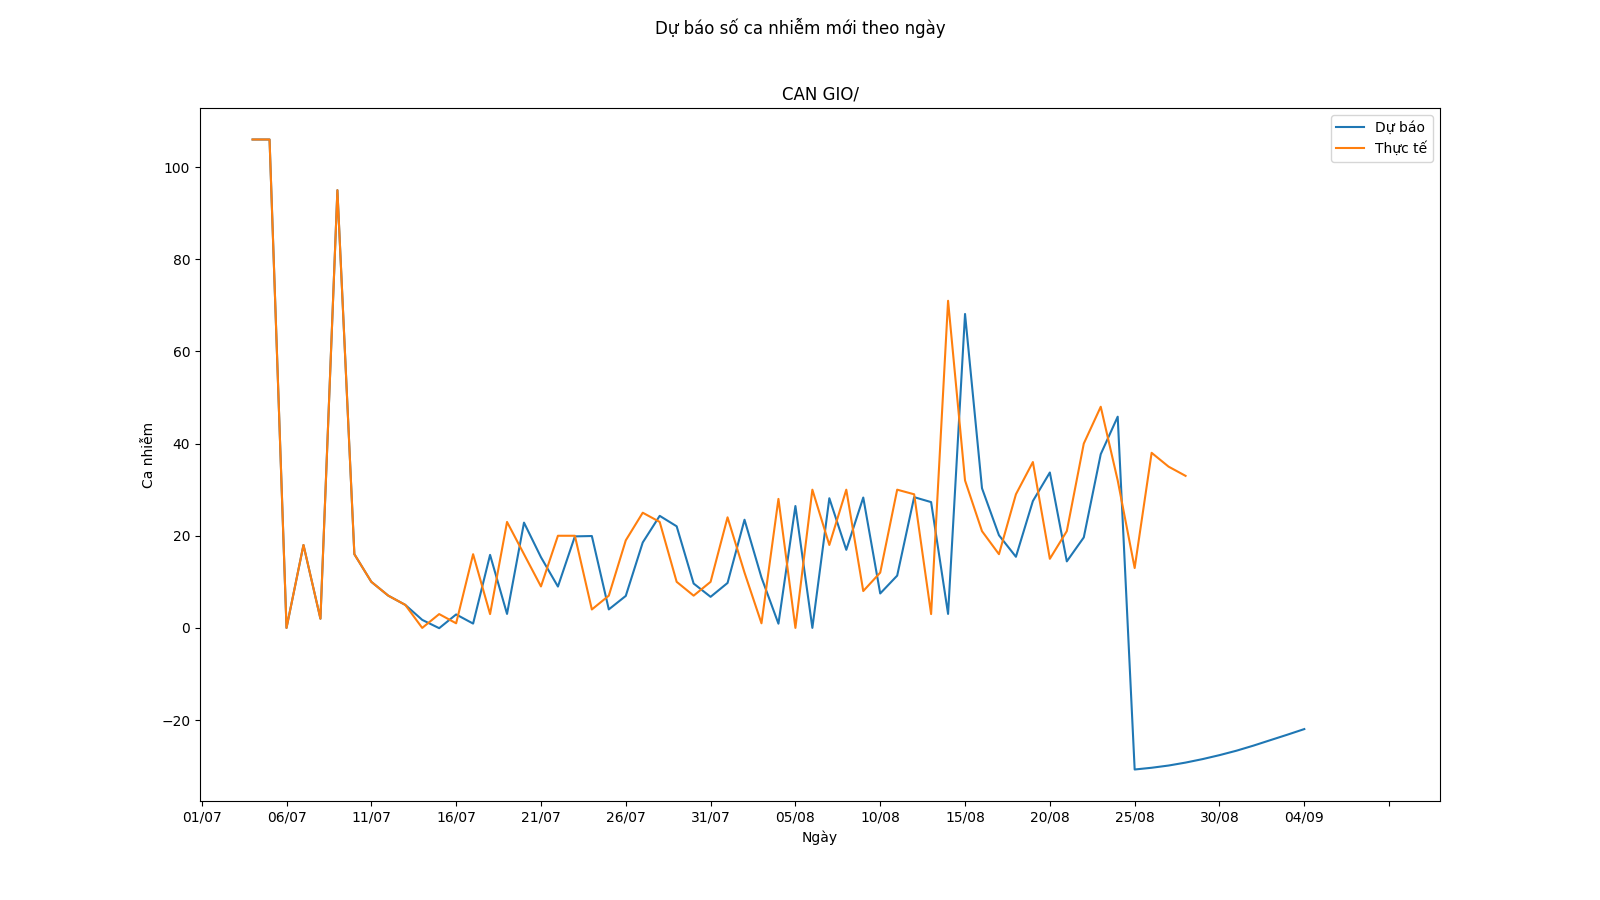 Dự báo số ca nhiễm mới theo ngày
CAN GIO/
Dự báo
Thực tế
100
80
60
40
20
0
−20
Ca nhiễm
01/07 06/07 11/07 16/07 21/07 26/07 31/07 05/08 10/08 15/08 20/08 25/08 30/08 04/09
Ngày